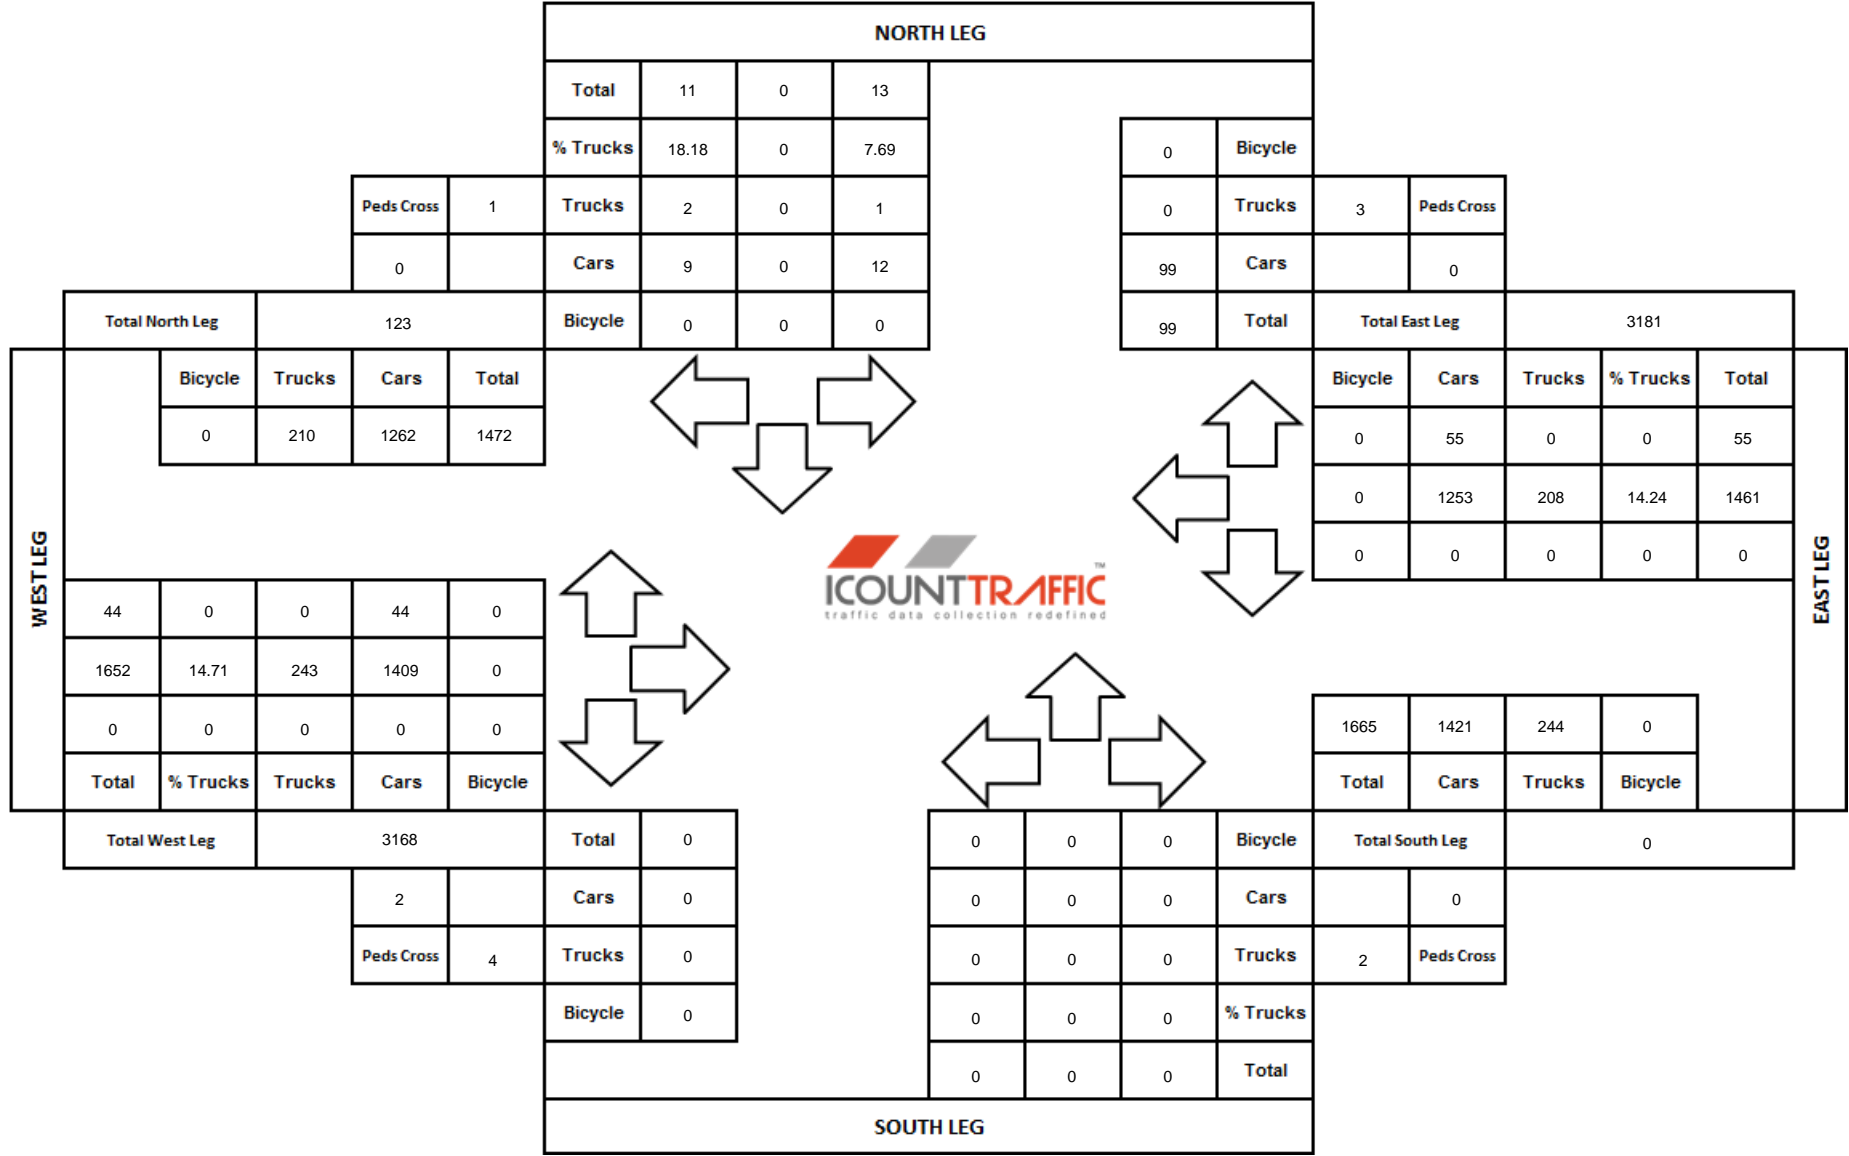 NORTH LEG
Total 11 0 13
% Trucks 18.18 0 7.69 0 Bicycle
Peds Cross 1 Trucks 2 0 1 0 Trucks 3 Peds Cross
0 Cars 9 0 12 99 Cars 0
Total North Leg 123 Bicycle 0 0 0 99 Total Total East Leg 3181
Bicycle Trucks Cars Total Bicycle Cars Trucks % Trucks Total
0 210 1262 1472 0 55 0 0 55
0 1253 208 14.24 1461
0 0 0 0 0
WEST LEG
EAST LEG
ICOUNTTRAFFIC™
traffic data collection redefined
44 0 0 44 0
1652 14.71 243 1409 0
0 0 0 0 0 1665 1421 244 0
Total % Trucks Trucks Cars Bicycle Total Cars Trucks Bicycle
Total West Leg 3168 Total 0 0 0 0 Bicycle Total South Leg 0
2 Cars 0 0 0 0 Cars 0
Peds Cross 4 Trucks 0 0 0 0 Trucks 2 Peds Cross
Bicycle 0 0 0 0 % Trucks
0 0 0 Total
SOUTH LEG